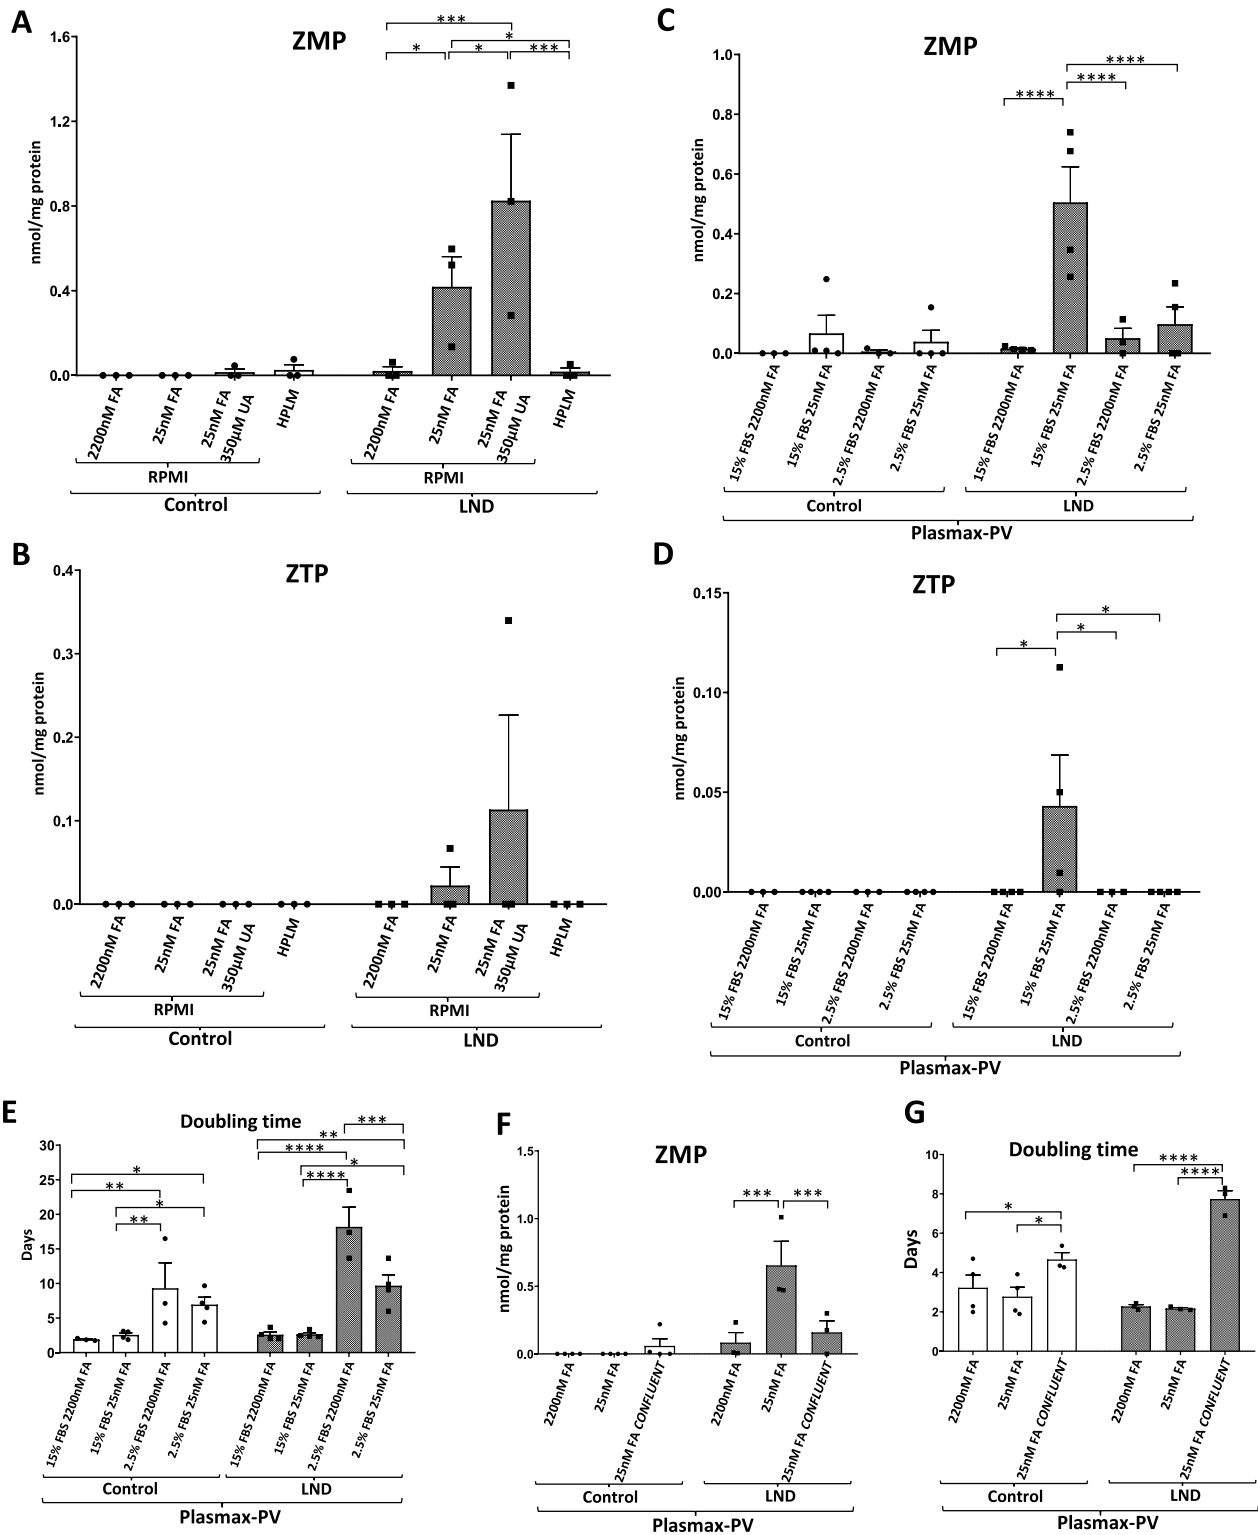 A
ZMP
nmol/mg protein
1.6
1.2
0.8
0.4
0.0
***
*
*
*
***
2200nM FA
25nM FA
25nM FA
350µM UA
HPLM
2200nM FA
25nM FA
25nM FA
350µM UA
HPLM
RPMI
RPMI
Control
LND
C
ZMP
nmol/mg protein
1.0
0.8
0.6
0.4
0.2
0.0
****
****
****
15% FBS 2200nM FA
15% FBS 25nM FA
2.5% FBS 2200nM FA
2.5% FBS 25nM FA
15% FBS 2200nM FA
15% FBS 25nM FA
2.5% FBS 2200nM FA
2.5% FBS 25nM FA
Control
LND
Plasmax-PV
B
ZTP
nmol/mg protein
0.4
0.3
0.2
0.1
0.0
2200nM FA
25nM FA
25nM FA
350µM UA
HPLM
2200nM FA
25nM FA
25nM FA
350µM UA
HPLM
RPMI
RPMI
Control
LND
D
ZTP
nmol/mg protein
0.15
0.10
0.05
0.00
*
*
*
15% FBS 2200nM FA
15% FBS 25nM FA
2.5% FBS 2200nM FA
2.5% FBS 25nM FA
15% FBS 2200nM FA
15% FBS 25nM FA
2.5% FBS 2200nM FA
2.5% FBS 25nM FA
Control
LND
Plasmax-PV
E
Doubling time
Days
30
25
20
15
10
5
0
*
**
*
**
***
**
****
*
****
15% FBS 2200nM FA
15% FBS 25nM FA
2.5% FBS 2200nM FA
2.5% FBS 25nM FA
15% FBS 2200nM FA
15% FBS 25nM FA
2.5% FBS 2200nM FA
2.5% FBS 25nM FA
Control
LND
Plasmax-PV
F
ZMP
nmol/mg protein
1.5
1.0
0.5
0.0
***
***
2200nM FA
25nM FA
25nM FA CONFLUENT
2200nM FA
25nM FA
25nM FA CONFLUENT
Control
LND
Plasmax-PV
G
Doubling time
Days
10
8
6
4
2
0
*
*
****
****
2200nM FA
25nM FA
25nM FA CONFLUENT
2200nM FA
25nM FA
25nM FA CONFLUENT
Control
LND
Plasmax-PV